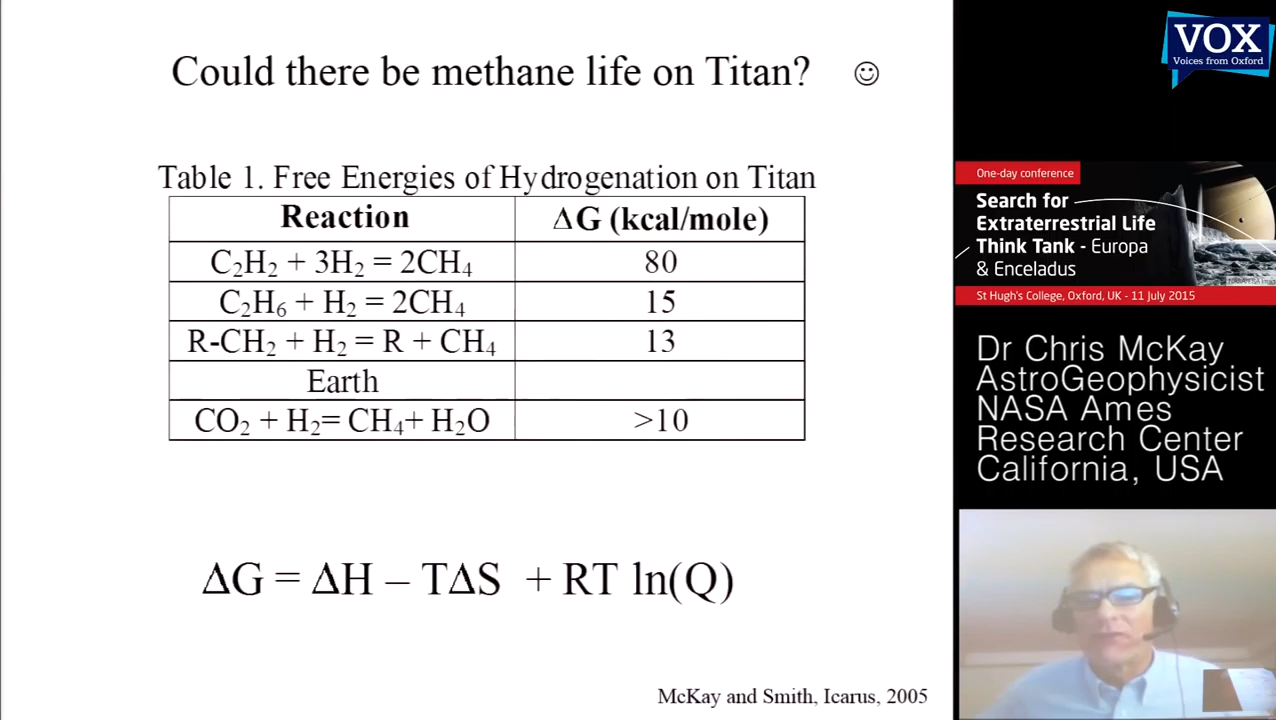 Could there be methane life on Titan? ☺
Table 1. Free Energies of Hydrogenation on Titan
Reaction ΔG (kcal/mole)
C₂H₂ + 3H₂ = 2CH₄ 80
C₂H₆ + H₂ = 2CH₄ 15
R-CH₂ + H₂ = R + CH₄ 13
Earth
CO₂ + H₂= CH₄+ H₂O >10
ΔG = ΔH – TΔS + RT ln(Q)
McKay and Smith, Icarus, 2005
VOX
Voices from Oxford
One-day conference
Search for
Extraterrestrial Life
Think Tank - Europa
& Enceladus
St Hugh's College, Oxford, UK - 11 July 2015
Dr Chris McKay
AstroGeophysicist
NASA Ames
Research Center
California, USA